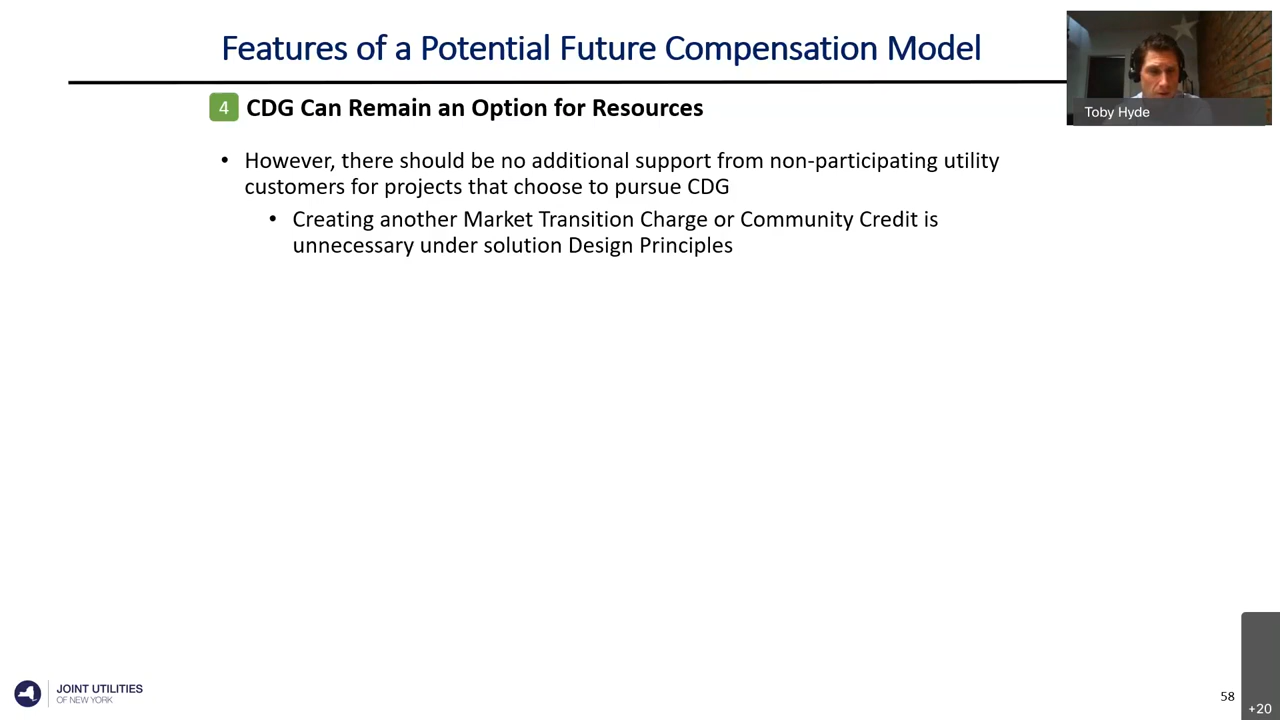 Features of a Potential Future Compensation Model
Toby Hyde
4 CDG Can Remain an Option for Resources
• However, there should be no additional support from non-participating utility
customers for projects that choose to pursue CDG
• Creating another Market Transition Charge or Community Credit is
unnecessary under solution Design Principles
JOINT UTILITIES
OF NEW YORK
58
+20